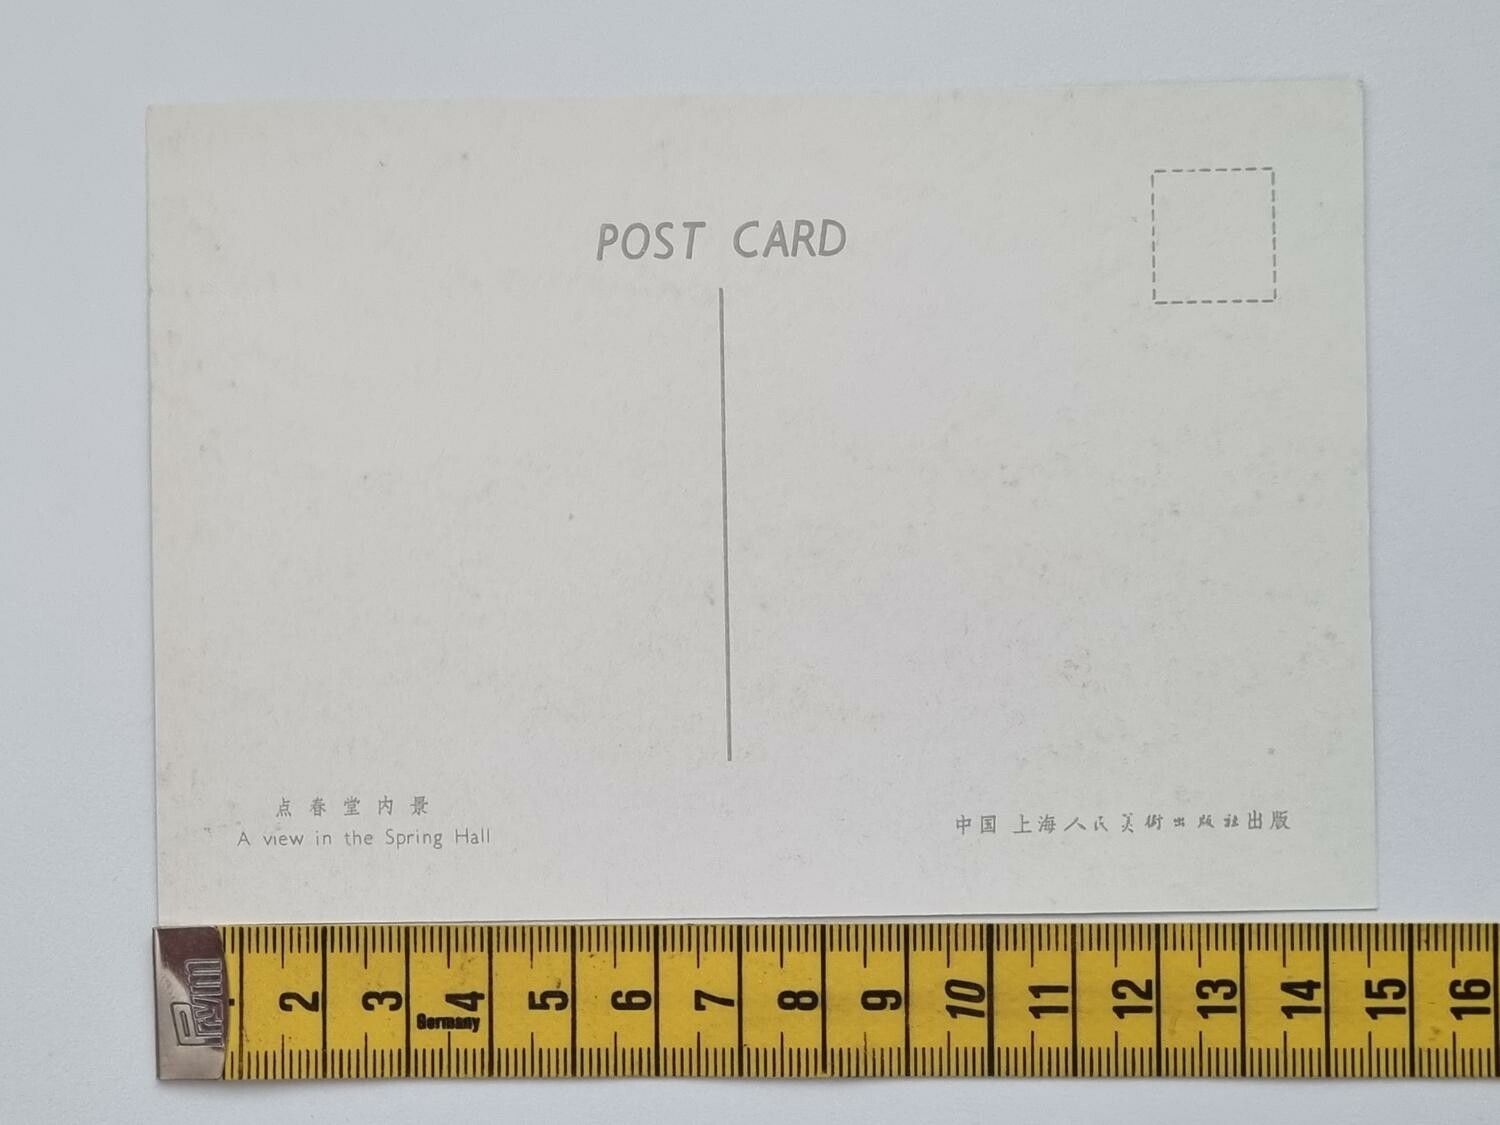 POST CARD
点春堂内景
A view in the Spring Hall
中国 上海人民美術出版社出版
Prym
2 3 4 5 6 7 8 9 10 11 12 13 14 15 16
Germany